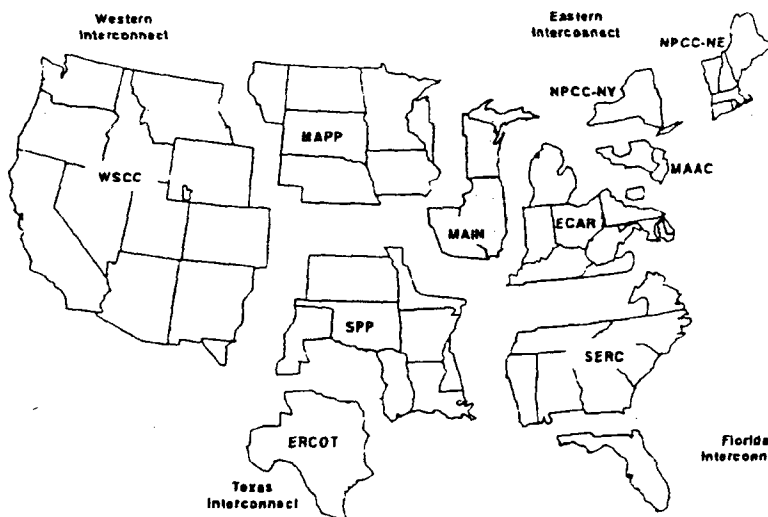 Western
Interconnect
Eastern
Interconnect
NPCC-NE
NPCC-NY
MAPP
WSCC
MAAC
ECAR
MAIN
SPP
SERC
ERCOT
Florida
Interconn
Texas
Interconnect